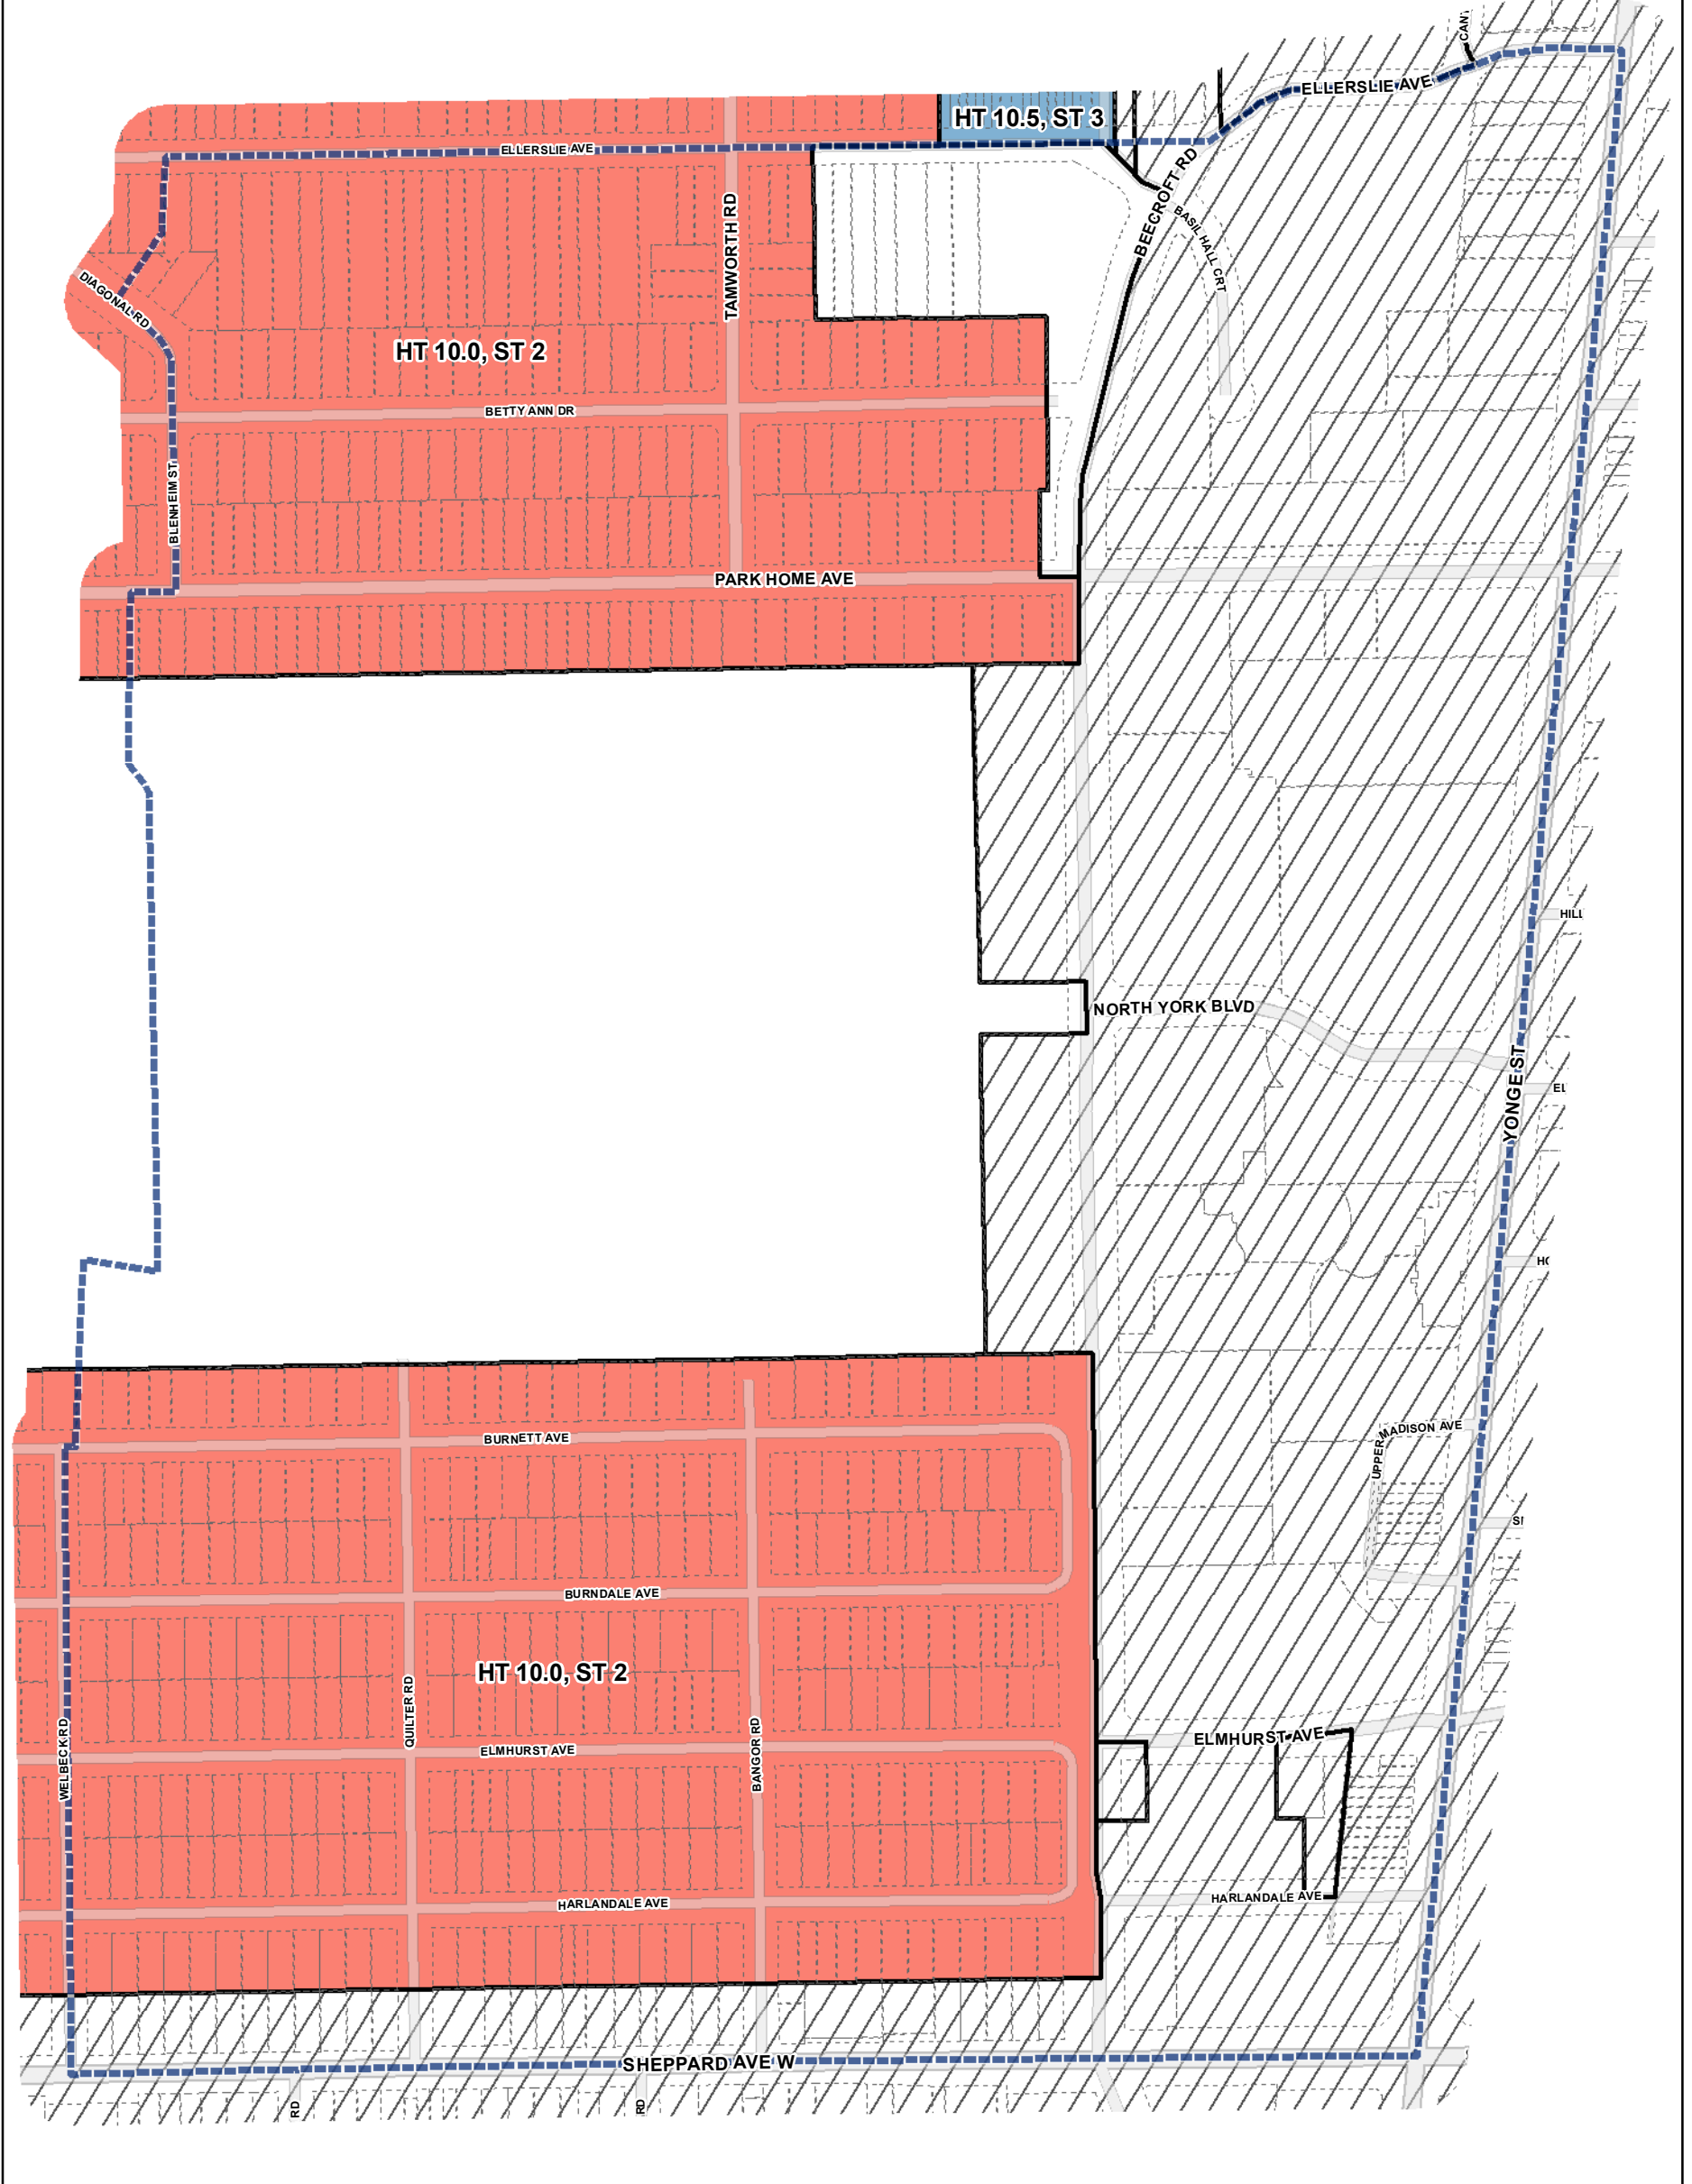 CAN
ELLERSLIE AVE
HT 10.5, ST 3
ELLERSLIE AVE
BEECROFT RD
BASIL HALL CRT
TAMWORTH RD
DIAGONAL RD
HT 10.0, ST 2
BETTY ANN DR
BLENHEIM ST
PARK HOME AVE
HILL
NORTH YORK BLVD
YONGE ST
EL
HO
UPPER MADISON AVE
BURNETT AVE
SI
BURNDALE AVE
HT 10.0, ST 2
QUILTER RD
BANGOR RD
WELBECK RD
ELMHURST AVE
ELMHURST AVE
HARLANDALE AVE
HARLANDALE AVE
SHEPPARD AVE W
RD
RD